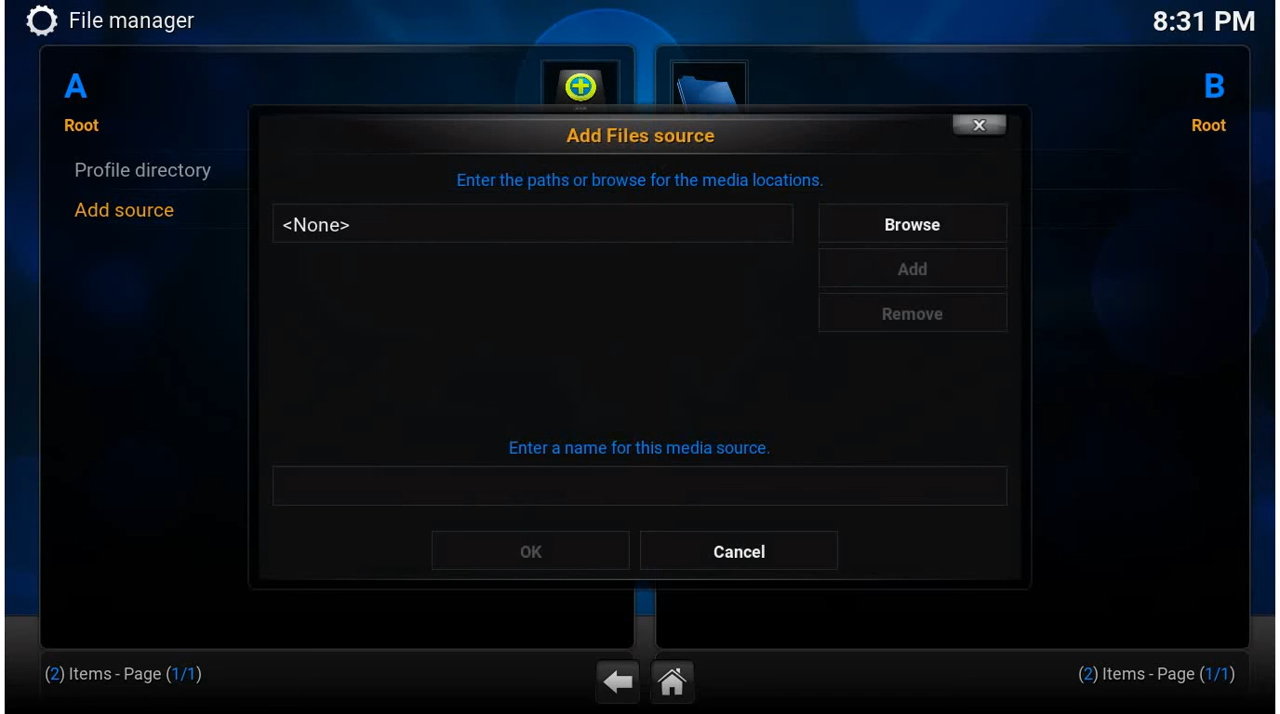 File manager
8:31 PM
A
B
Root
Root
Add Files source
X
Profile directory
Add source
Enter the paths or browse for the media locations.
<None>
Browse
Add
Remove
Enter a name for this media source.
OK
Cancel
(2) Items - Page (1/1)
(2) Items - Page (1/1)